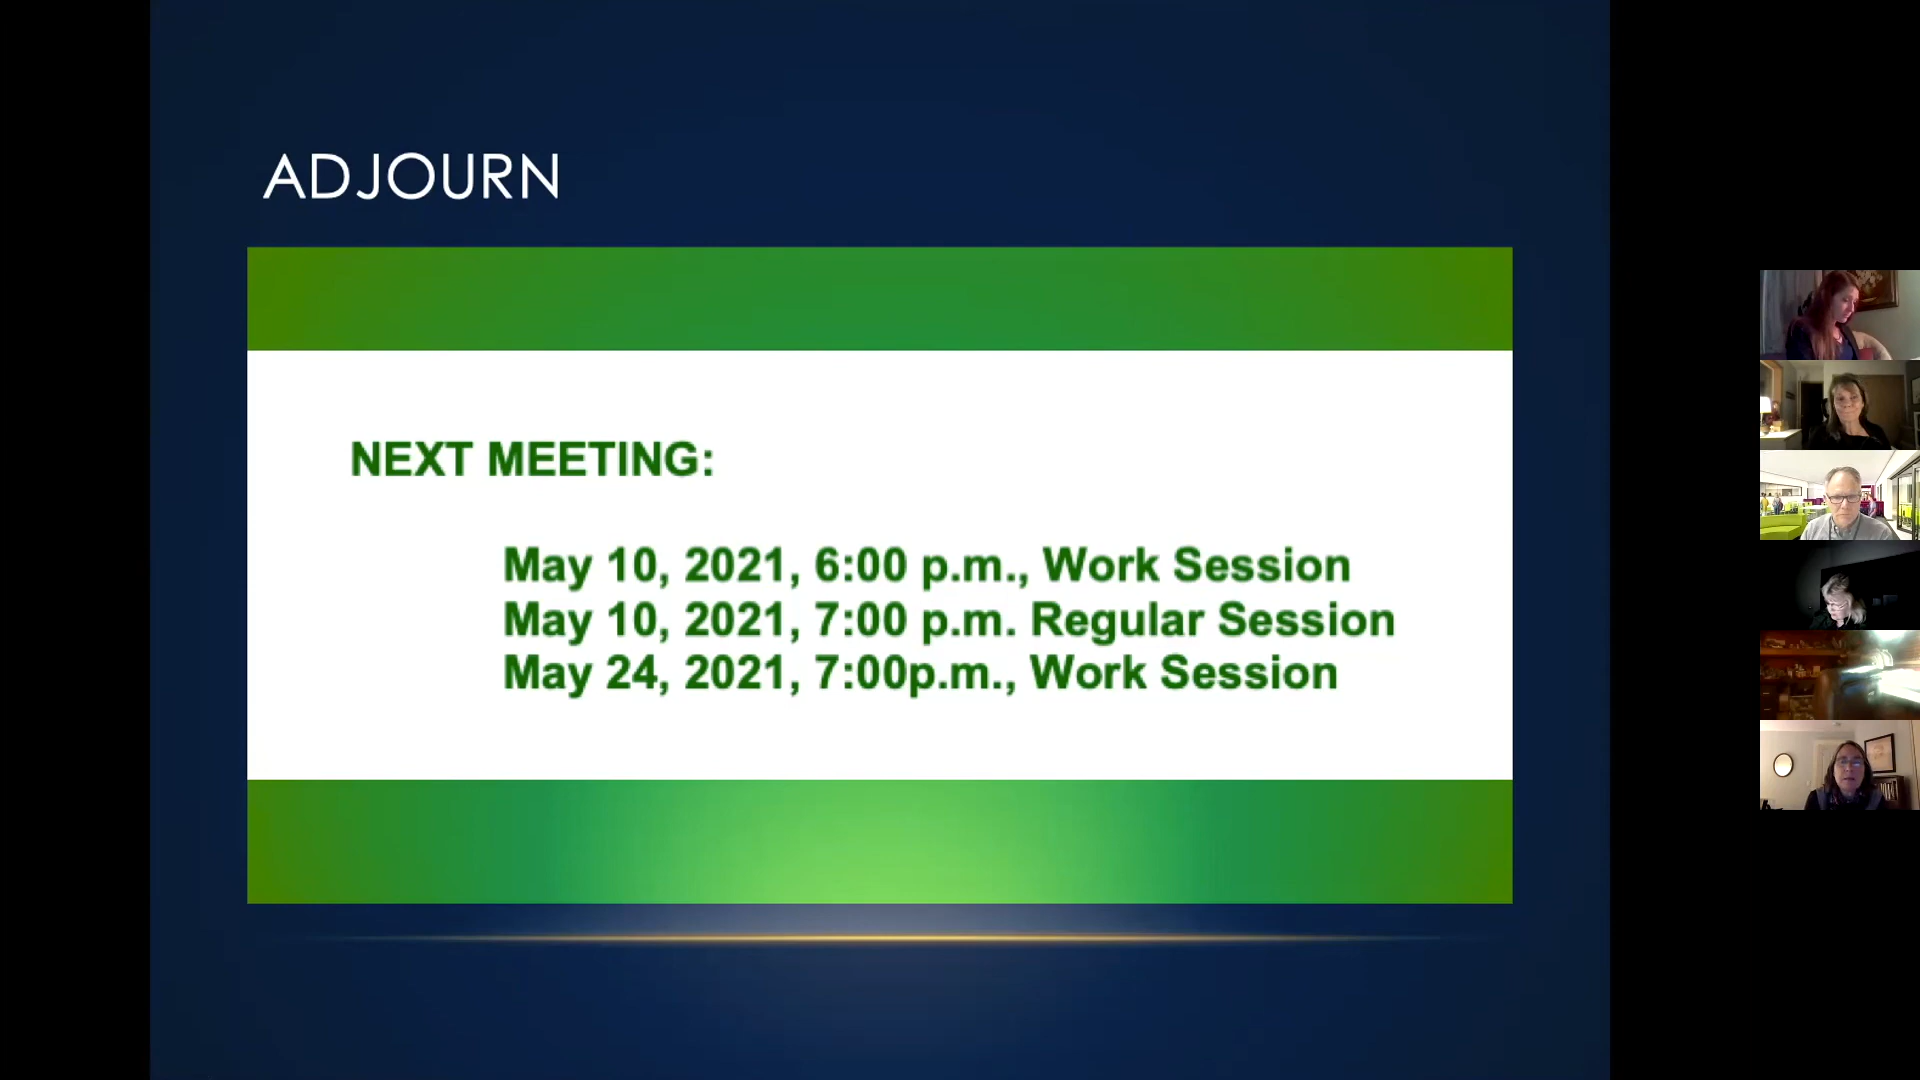 ADJOURN
NEXT MEETING:
May 10, 2021, 6:00 p.m., Work Session
May 10, 2021, 7:00 p.m. Regular Session
May 24, 2021, 7:00p.m., Work Session